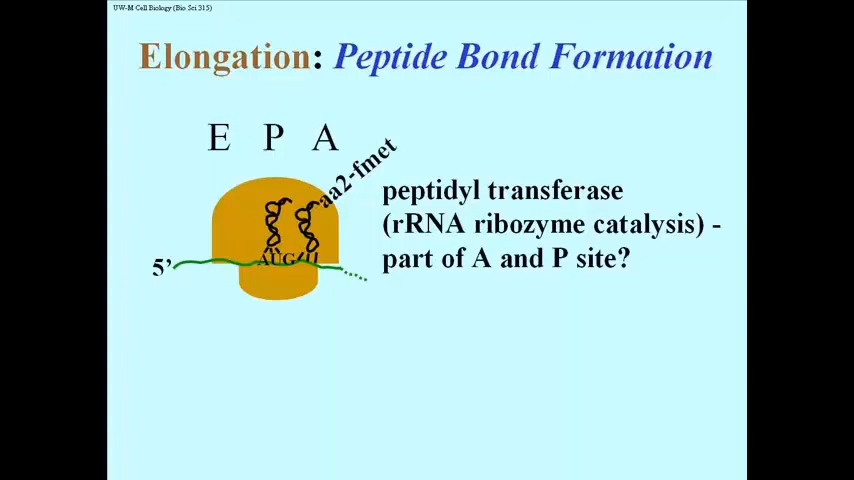 UW-M Cell Biology (Bio Sci 315)
Elongation: Peptide Bond Formation
E P A
aa2-fmet
peptidyl transferase
(rRNA ribozyme catalysis) -
part of A and P site?
AUG
5’